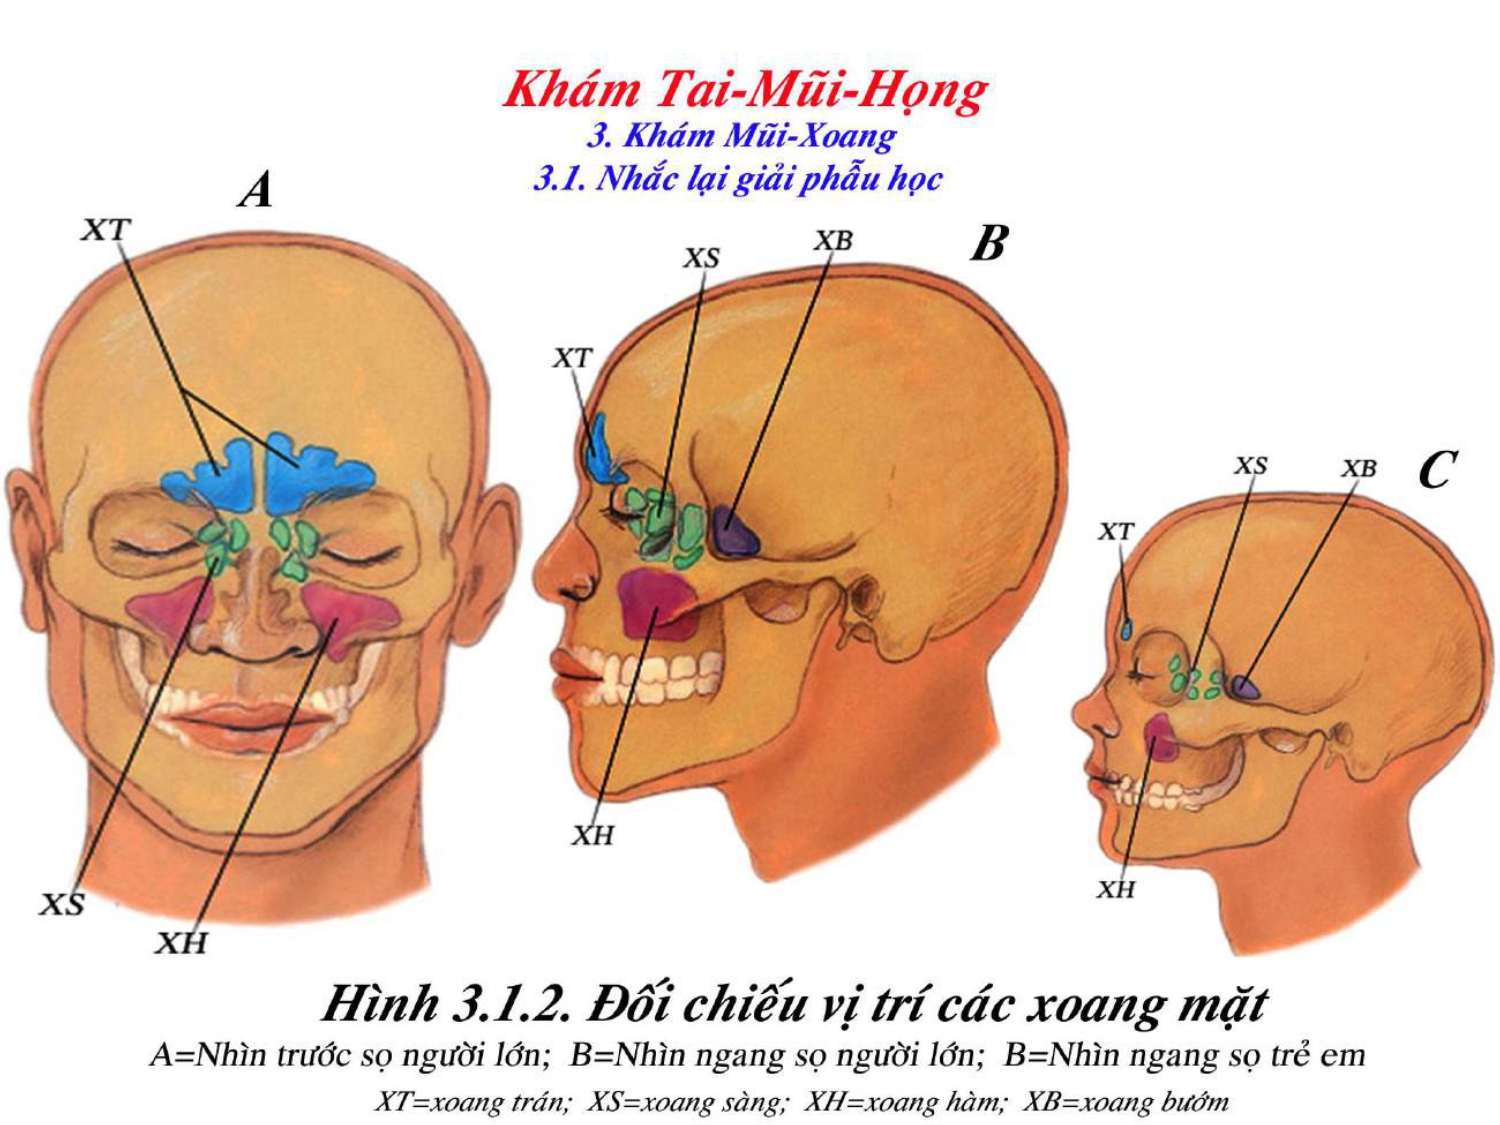 Khám Tai-Mũi-Họng
3. Khám Mũi-Xoang
3.1. Nhắc lại giải phẫu học
A
XT
XS
XH
B
XS
XB
XT
XH
C
XS
XB
XT
XH
Hình 3.1.2. Đối chiếu vị trí các xoang mặt
A=Nhìn trước sọ người lớn; B=Nhìn ngang sọ người lớn; B=Nhìn ngang sọ trẻ em
XT=xoang trán; XS=xoang sàng; XH=xoang hàm; XB=xoang bướm